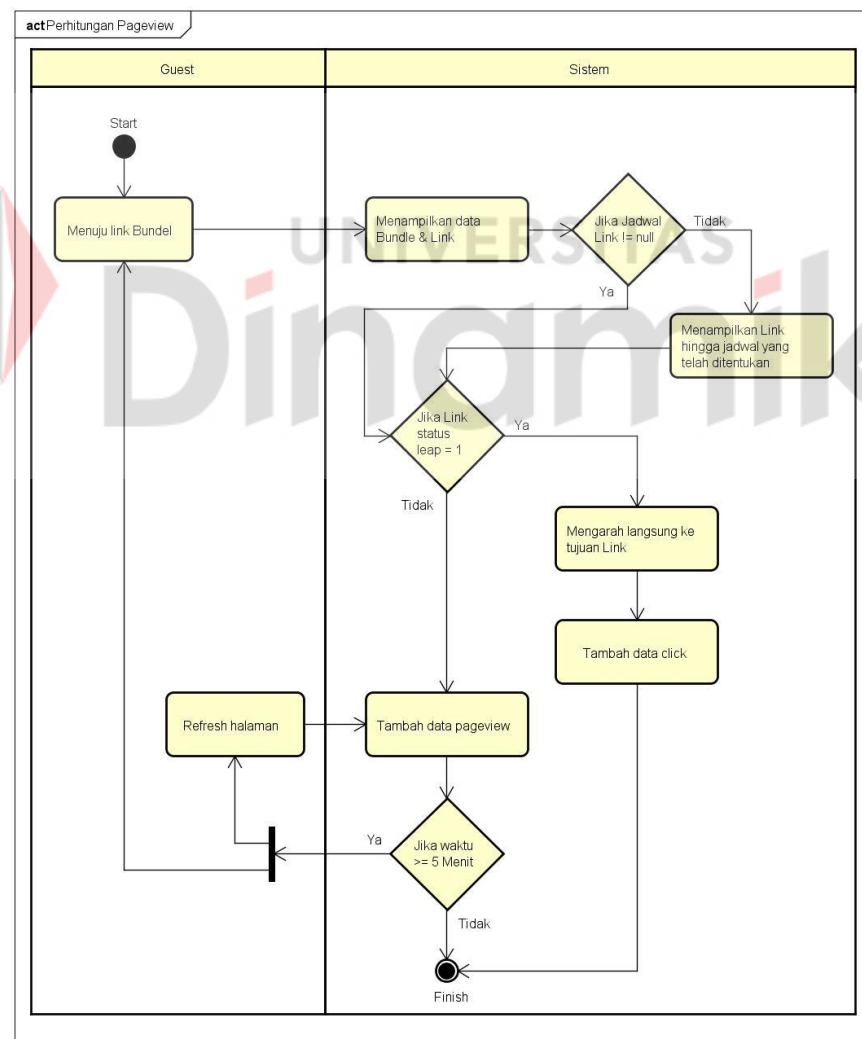 act Perhitungan Pageview
Guest
Sistem
Start
Menuju link Bundel
Menampilkan data
Bundle & Link
Jika Jadwal
Link != null
Tidak
Ya
Menampilkan Link
hingga jadwal yang
telah ditentukan
Jika Link
status
leap = 1
Ya
Tidak
Mengarah langsung ke
tujuan Link
Tambah data click
Refresh halaman
Tambah data pageview
Ya
Jika waktu
>= 5 Menit
Tidak
Finish
UNIVERSITAS
Dinamik